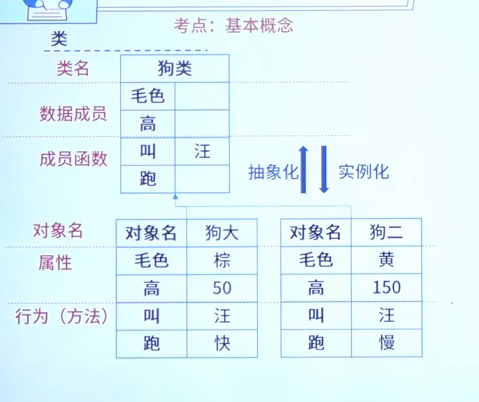 考点：基本概念
类
类名 狗类
数据成员 毛色
高
成员函数 叫 汪
跑
抽象化 实例化
对象名 对象名 狗大 对象名 狗二
属性 毛色 棕 毛色 黄
高 50 高 150
行为（方法） 叫 汪 叫 汪
跑 快 跑 慢